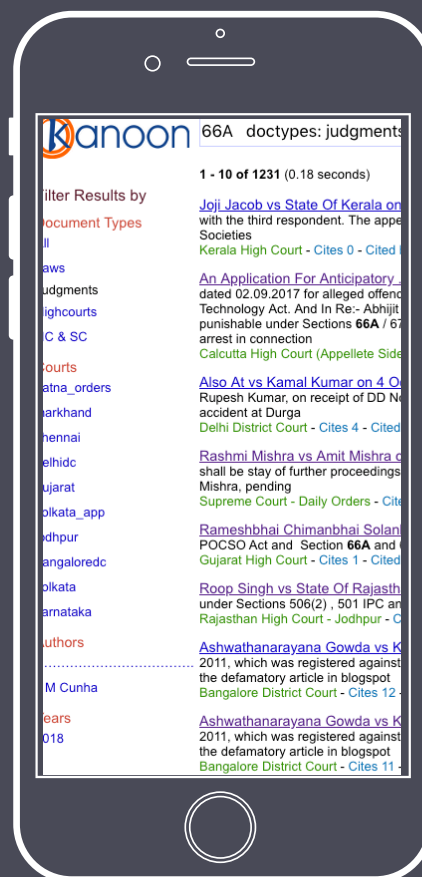 Kanoon
66A doctypes: judgments
1 - 10 of 1231 (0.18 seconds)
ilter Results by
ocument Types
ll
aws
udgments
ighcourts
C & SC
ourts
atna_orders
arkhand
hennai
elhidc
ujarat
olkata_app
odhpur
angaloredc
olkata
arnataka
uthors
M Cunha
ears
018
Joji Jacob vs State Of Kerala on
with the third respondent. The appe
Societies
Kerala High Court - Cites 0 - Cited
An Application For Anticipatory
dated 02.09.2017 for alleged offenc
Technology Act. And In Re:- Abhijit
punishable under Sections 66A / 67
arrest in connection
Calcutta High Court (Appellete Side
Also At vs Kamal Kumar on 4 O
Rupesh Kumar, on receipt of DD N
accident at Durga
Delhi District Court - Cites 4 - Cited
Rashmi Mishra vs Amit Mishra o
shall be stay of further proceedings
Mishra, pending
Supreme Court - Daily Orders - Cite
Rameshbhai Chimanbhai Solan
POCSO Act and Section 66A and
Gujarat High Court - Cites 1 - Cited
Roop Singh vs State Of Rajasth
under Sections 506(2) , 501 IPC an
Rajasthan High Court - Jodhpur - C
Ashwathanarayana Gowda vs K
2011, which was registered against
the defamatory article in blogspot
Bangalore District Court - Cites 12 -
Ashwathanarayana Gowda vs K
2011, which was registered against
the defamatory article in blogspot
Bangalore District Court - Cites 11 -